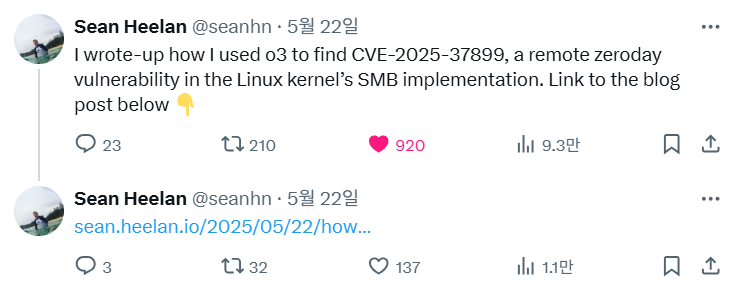 Sean Heelan @seanhn · 5월 22일
I wrote-up how I used o3 to find CVE-2025-37899, a remote zeroday
vulnerability in the Linux kernel’s SMB implementation. Link to the blog
post below 👇
23 210 920 9.3만
Sean Heelan @seanhn · 5월 22일
sean.heelan.io/2025/05/22/how...
3 32 137 1.1만